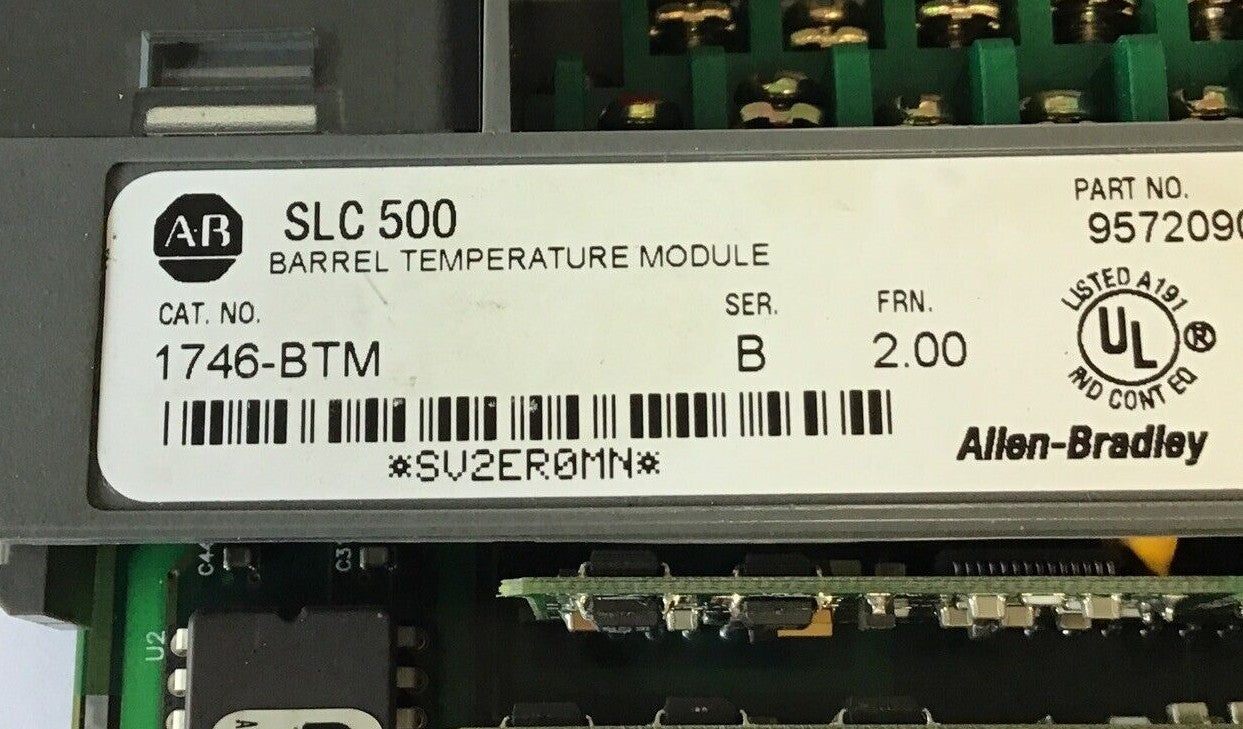 A·B
SLC 500
BARREL TEMPERATURE MODULE
PART NO.
CAT. NO.
SER.
FRN.
1746-BTM
B
2.00
LISTED A191
UL ®
IND CONT EQ
*SV2ER0MN*
Allen-Bradley
U2